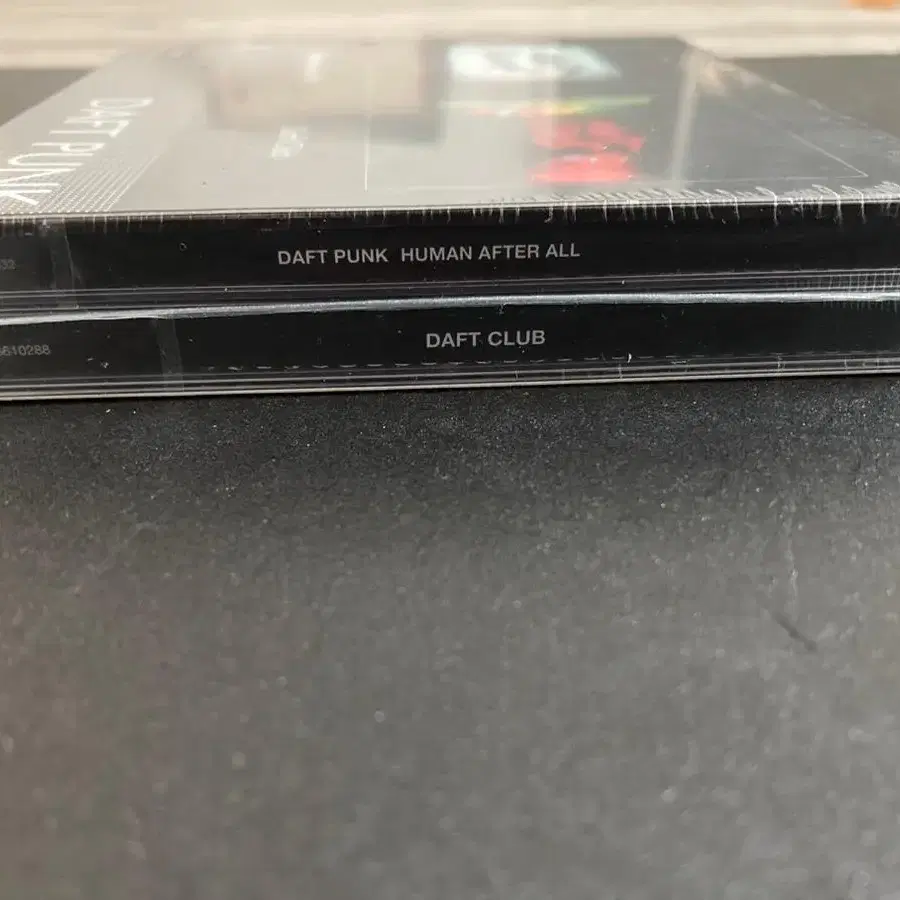 DAFT PUNK
DAFT PUNK HUMAN AFTER ALL
DAFT CLUB